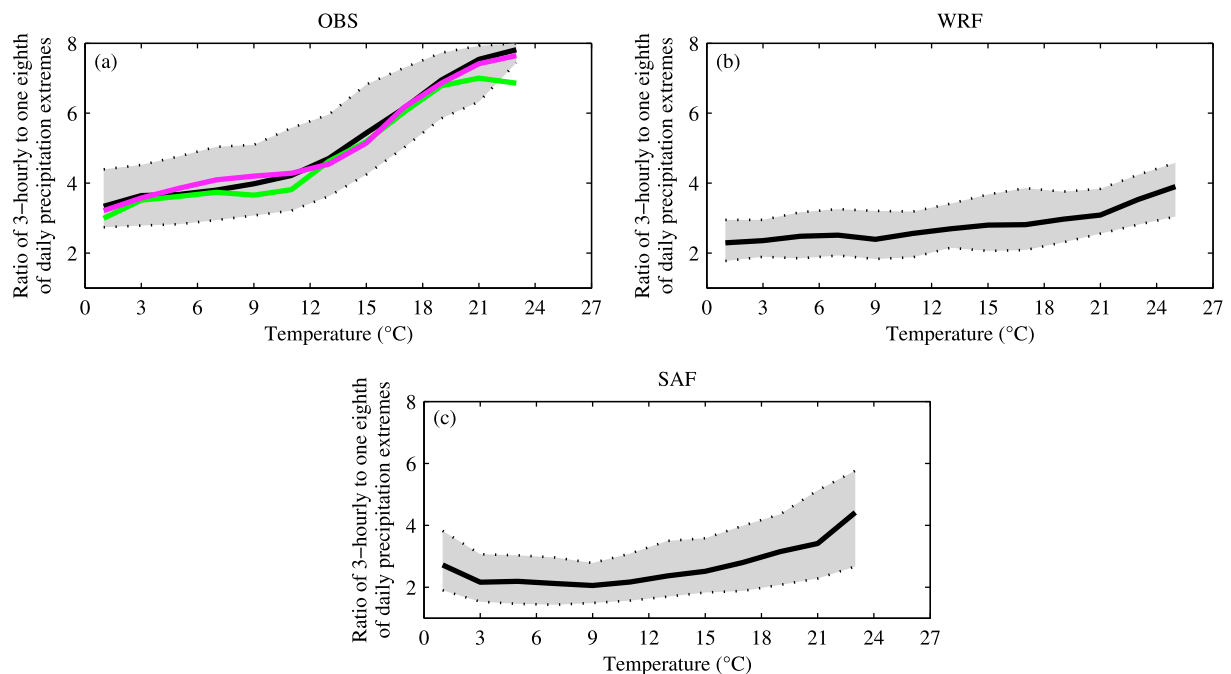 OBS
Ratio of 3−hourly to one eighth
of daily precipitation extremes
(a)
8
6
4
2
0 3 6 9 12 15 18 21 24 27
Temperature (°C)
WRF
Ratio of 3−hourly to one eighth
of daily precipitation extremes
(b)
8
6
4
2
0 3 6 9 12 15 18 21 24 27
Temperature (°C)
SAF
Ratio of 3−hourly to one eighth
of daily precipitation extremes
(c)
8
6
4
2
0 3 6 9 12 15 18 21 24 27
Temperature (°C)